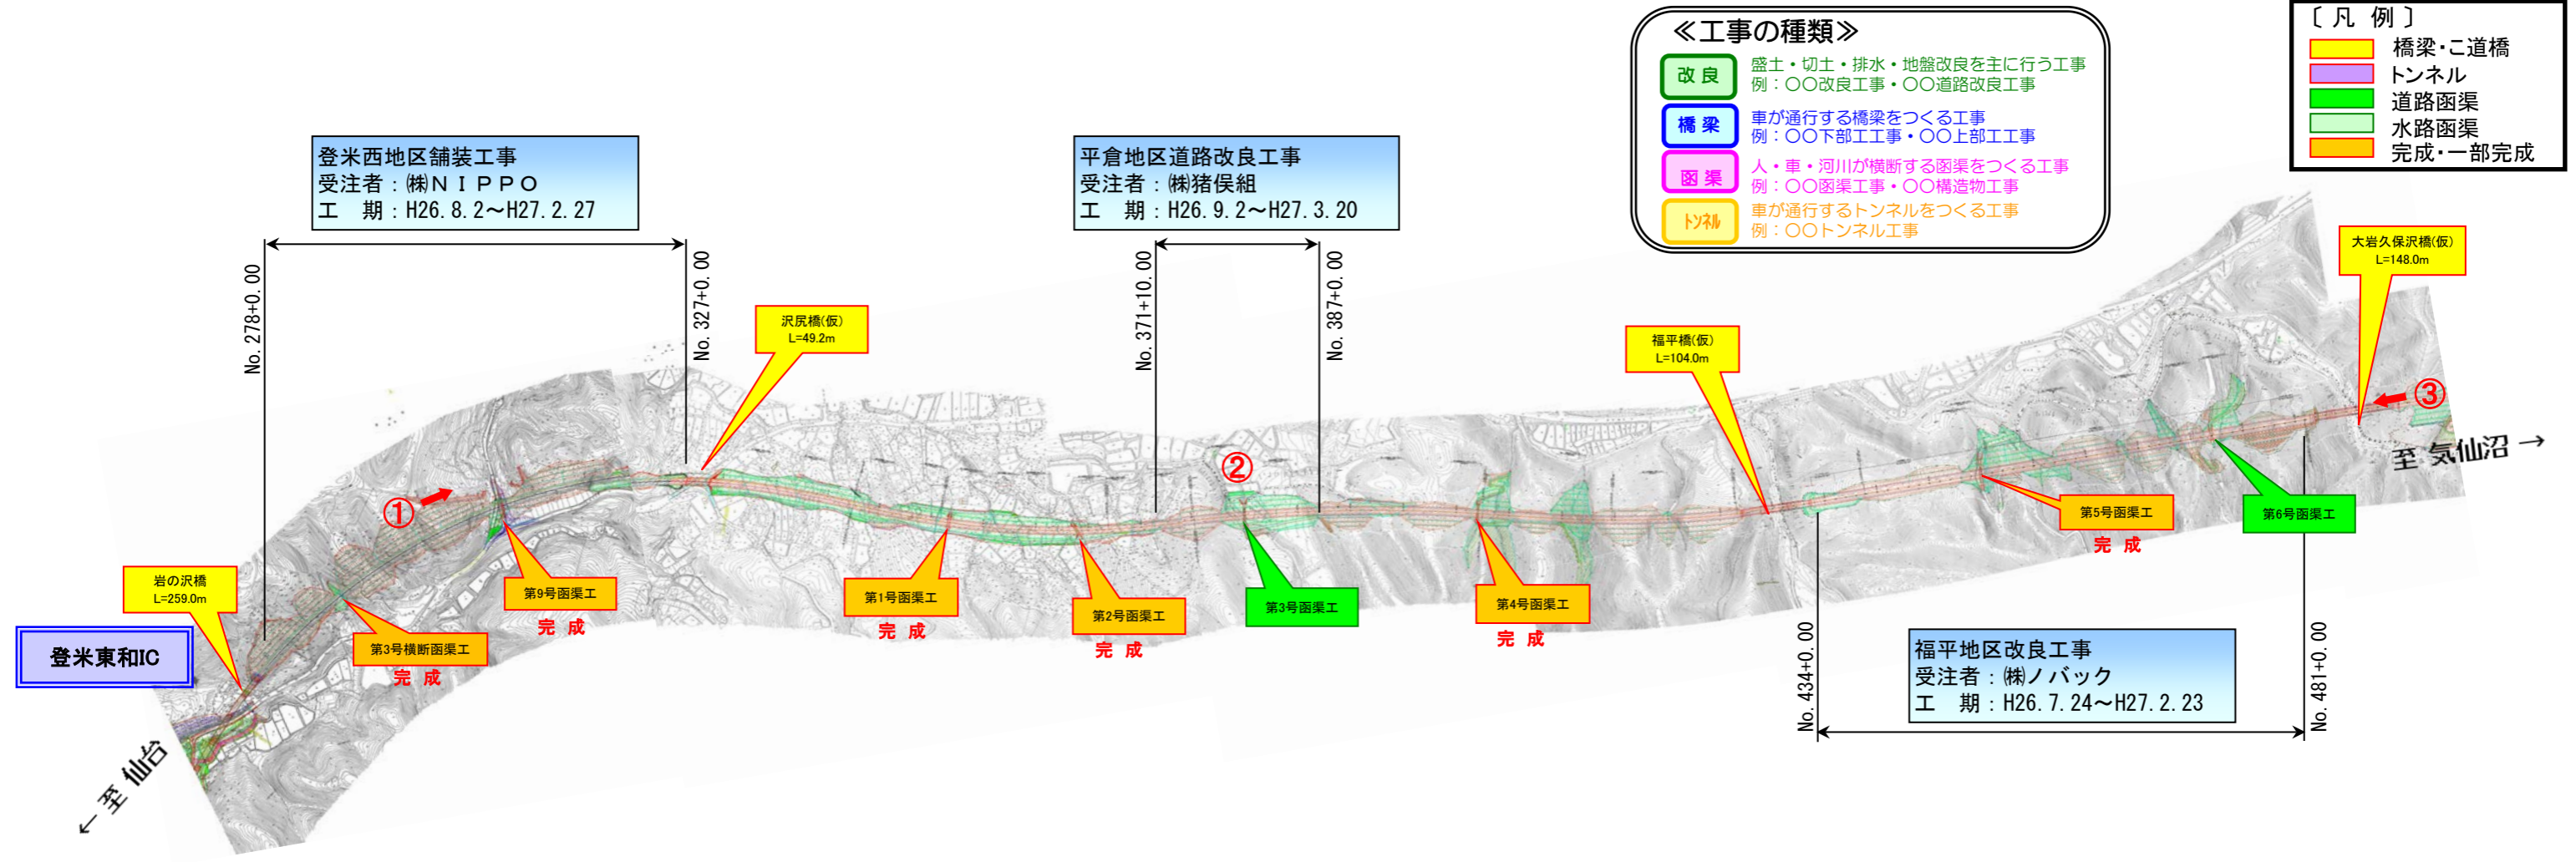 ≪工事の種類≫
改 良
盛土・切土・排水・地盤改良を主に行う工事
例：〇〇改良工事・〇〇道路改良工事
橋 梁
車が通行する橋梁をつくる工事
例：〇〇下部工工事・〇〇上部工工事
函 渠
人・車・河川が横断する函渠をつくる工事
例：〇〇函渠工事・〇〇構造物工事
トンネル
車が通行するトンネルをつくる工事
例：〇〇トンネル工事
〔 凡 例 〕
橋梁・こ道橋
トンネル
道路函渠
水路函渠
完成・一部完成
登米西地区舗装工事
受注者：㈱ＮＩＰＰＯ
工　期：H26.8.2～H27.2.27
平倉地区道路改良工事
受注者：㈱猪俣組
工　期：H26.9.2～H27.3.20
No. 278+0.00
No. 327+0.00
No. 371+10.00
No. 387+0.00
沢尻橋(仮)
L=49.2m
福平橋(仮)
L=104.0m
大岩久保沢橋(仮)
L=148.0m
①
②
③
至 気仙沼 →
岩の沢橋
L=259.0m
登米東和IC
第3号横断函渠工
完 成
第9号函渠工
完 成
第1号函渠工
完 成
第2号函渠工
完 成
第3号函渠工
第4号函渠工
完 成
第5号函渠工
完 成
第6号函渠工
No. 434+0.00
No. 481+0.00
福平地区改良工事
受注者：㈱ノバック
工　期：H26.7.24～H27.2.23
← 至 仙台